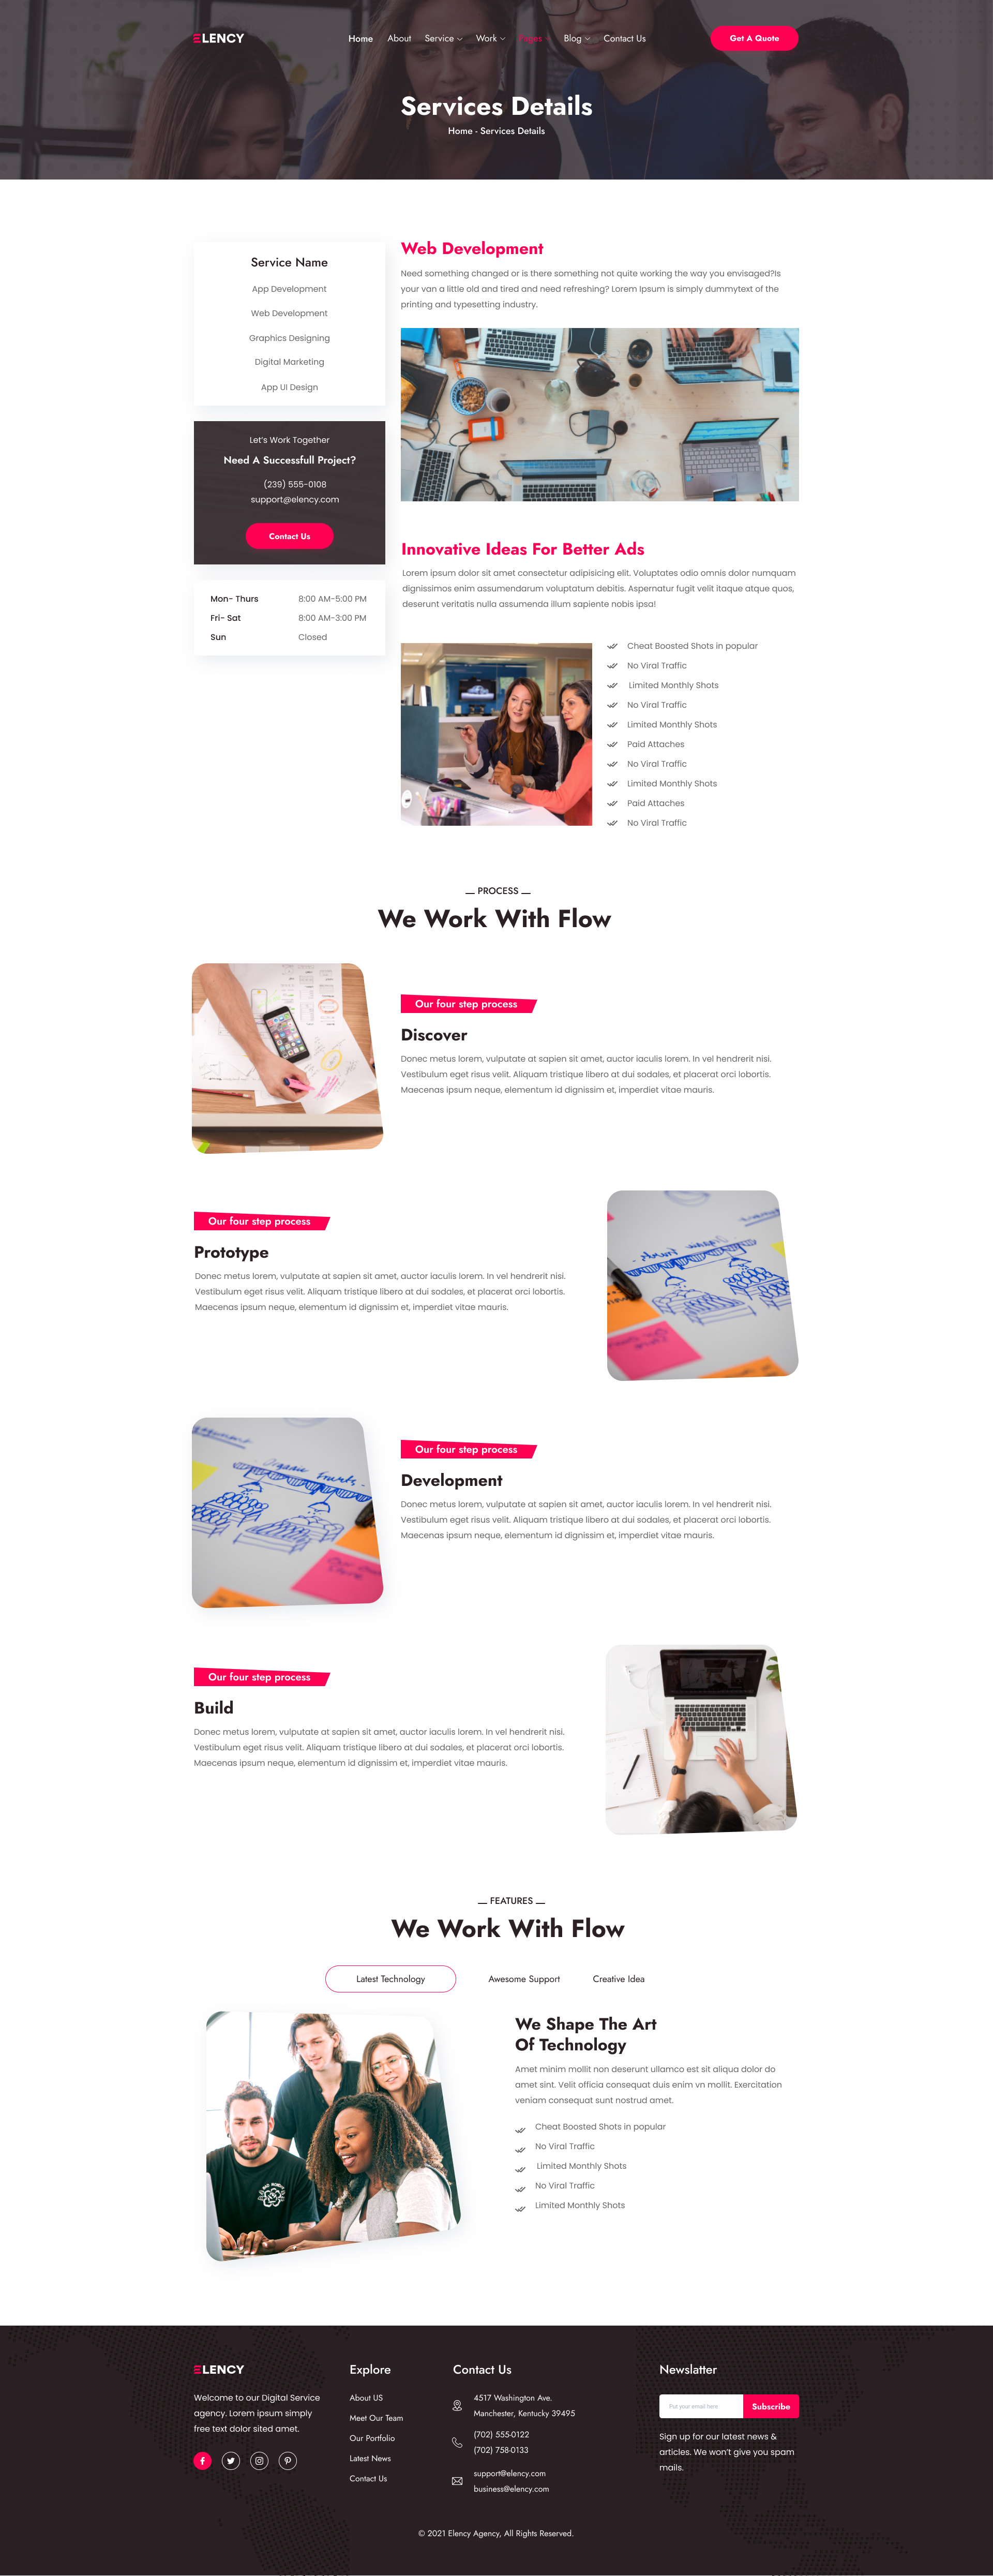 ELENCY
Home About Service Work Pages Blog Contact Us
Get A Quote
Services Details
Home - Services Details
Service Name
App Development
Web Development
Graphics Designing
Digital Marketing
App UI Design
Let's Work Together
Need A Successfull Project?
(239) 555-0108
support@elency.com
Contact Us
Mon- Thurs 8:00 AM-5:00 PM
Fri- Sat 8:00 AM-3:00 PM
Sun Closed
Web Development
Need something changed or is there something not quite working the way you envisaged?Is
your van a little old and tired and need refreshing? Lorem Ipsum is simply dummytext of the
printing and typesetting industry.
Innovative Ideas For Better Ads
Lorem ipsum dolor sit amet consectetur adipisicing elit. Voluptates odio omnis dolor numquam
dignissimos enim assumendarum voluptatum debitis. Aspernatur fugit velit itaque atque quos,
deserunt veritatis nulla assumenda illum sapiente nobis ipsa!
Cheat Boosted Shots in popular
No Viral Traffic
Limited Monthly Shots
No Viral Traffic
Limited Monthly Shots
Paid Attaches
No Viral Traffic
Limited Monthly Shots
Paid Attaches
No Viral Traffic
PROCESS
We Work With Flow
Our four step process
Discover
Donec metus lorem, vulputate at sapien sit amet, auctor iaculis lorem. In vel hendrerit nisi.
Vestibulum eget risus velit. Aliquam tristique libero at dui sodales, et placerat orci lobortis.
Maecenas ipsum neque, elementum id dignissim et, imperdiet vitae mauris.
Our four step process
Prototype
Donec metus lorem, vulputate at sapien sit amet, auctor iaculis lorem. In vel hendrerit nisi.
Vestibulum eget risus velit. Aliquam tristique libero at dui sodales, et placerat orci lobortis.
Maecenas ipsum neque, elementum id dignissim et, imperdiet vitae mauris.
Organic
Our four step process
Development
Donec metus lorem, vulputate at sapien sit amet, auctor iaculis lorem. In vel hendrerit nisi.
Vestibulum eget risus velit. Aliquam tristique libero at dui sodales, et placerat orci lobortis.
Maecenas ipsum neque, elementum id dignissim et, imperdiet vitae mauris.
Our four step process
Build
Donec metus lorem, vulputate at sapien sit amet, auctor iaculis lorem. In vel hendrerit nisi.
Vestibulum eget risus velit. Aliquam tristique libero at dui sodales, et placerat orci lobortis.
Maecenas ipsum neque, elementum id dignissim et, imperdiet vitae mauris.
FEATURES
We Work With Flow
Latest Technology Awesome Support Creative Idea
We Shape The Art
Of Technology
Amet minim mollit non deserunt ullamco est sit aliqua dolor do
amet sint. Velit officia consequat duis enim vn mollit. Exercitation
veniam consequat sunt nostrud amet.
Cheat Boosted Shots in popular
No Viral Traffic
Limited Monthly Shots
No Viral Traffic
Limited Monthly Shots
ELENCY
Welcome to our Digital Service
agency. Lorem ipsum simply
free text dolor sited amet.
Explore
About US
Meet Our Team
Our Portfolio
Latest News
Contact Us
Contact Us
4517 Washington Ave.
Manchester, Kentucky 39495
(702) 555-0122
(702) 758-0133
support@elency.com
business@elency.com
Newslatter
Put your email here
Subscribe
Sign up for our latest news &
articles. We won't give you spam
mails.
© 2021 Elency Agency, All Rights Reserved.